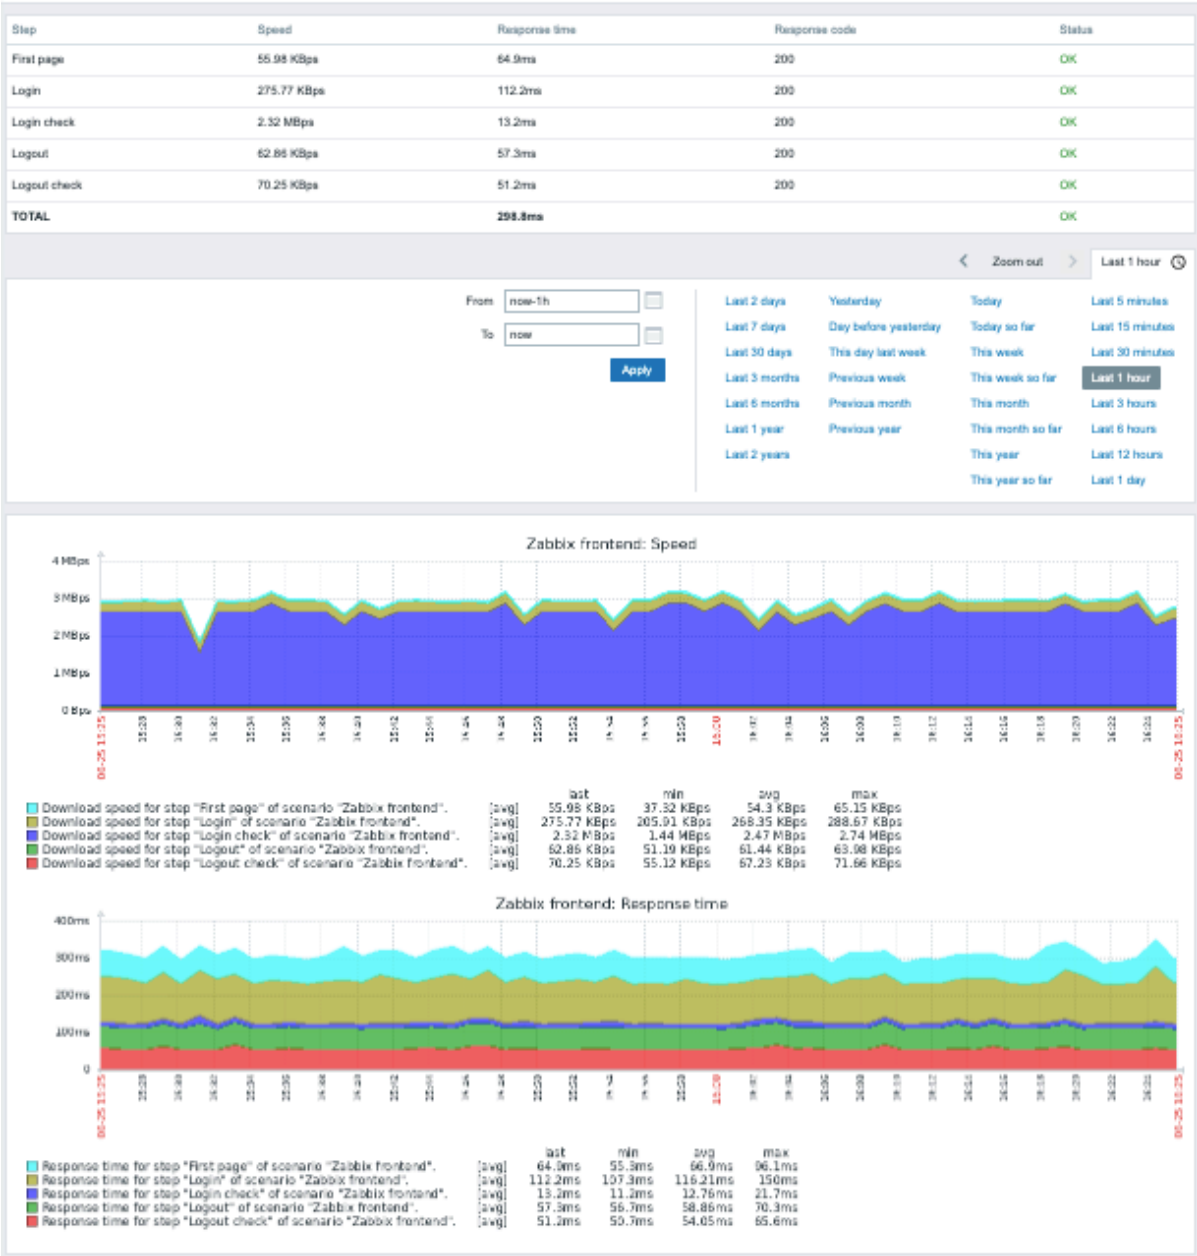 Step Speed Response time Response code Status
First page 55.98 KBps 64.9ms 200 OK
Login 275.77 KBps 112.2ms 200 OK
Login check 2.32 MBps 13.2ms 200 OK
Logout 62.86 KBps 57.3ms 200 OK
Logout check 70.25 KBps 51.2ms 200 OK
TOTAL 298.8ms OK
Zoom out Last 1 hour
From now-1h
To now
Apply
Last 2 days Yesterday Today Last 5 minutes
Last 7 days Day before yesterday Today so far Last 15 minutes
Last 30 days This day last week This week Last 30 minutes
Last 3 months Previous week This week so far Last 1 hour
Last 6 months Previous month This month Last 3 hours
Last 1 year Previous year This month so far Last 6 hours
Last 2 years This year Last 12 hours
This year so far Last 1 day
Zabbix frontend: Speed
4 MBps
3 MBps
2 MBps
1 MBps
0 Bps
last min avg max
Download speed for step "First page" of scenario "Zabbix frontend". [avg] 55.98 KBps 37.32 KBps 54.3 KBps 65.15 KBps
Download speed for step "Login" of scenario "Zabbix frontend". [avg] 275.77 KBps 205.91 KBps 268.35 KBps 288.67 KBps
Download speed for step "Login check" of scenario "Zabbix frontend". [avg] 2.32 MBps 1.44 MBps 2.47 MBps 2.74 MBps
Download speed for step "Logout" of scenario "Zabbix frontend". [avg] 62.86 KBps 51.19 KBps 61.44 KBps 63.98 KBps
Download speed for step "Logout check" of scenario "Zabbix frontend". [avg] 70.25 KBps 55.12 KBps 67.23 KBps 71.66 KBps
Zabbix frontend: Response time
400ms
300ms
200ms
100ms
0
last min avg max
Response time for step "First page" of scenario "Zabbix frontend". [avg] 64.9ms 55.3ms 66.9ms 96.1ms
Response time for step "Login" of scenario "Zabbix frontend". [avg] 112.2ms 107.3ms 116.21ms 150ms
Response time for step "Login check" of scenario "Zabbix frontend". [avg] 13.2ms 11.2ms 12.76ms 21.7ms
Response time for step "Logout" of scenario "Zabbix frontend". [avg] 57.3ms 56.7ms 58.86ms 70.3ms
Response time for step "Logout check" of scenario "Zabbix frontend". [avg] 51.2ms 50.7ms 54.05ms 65.6ms